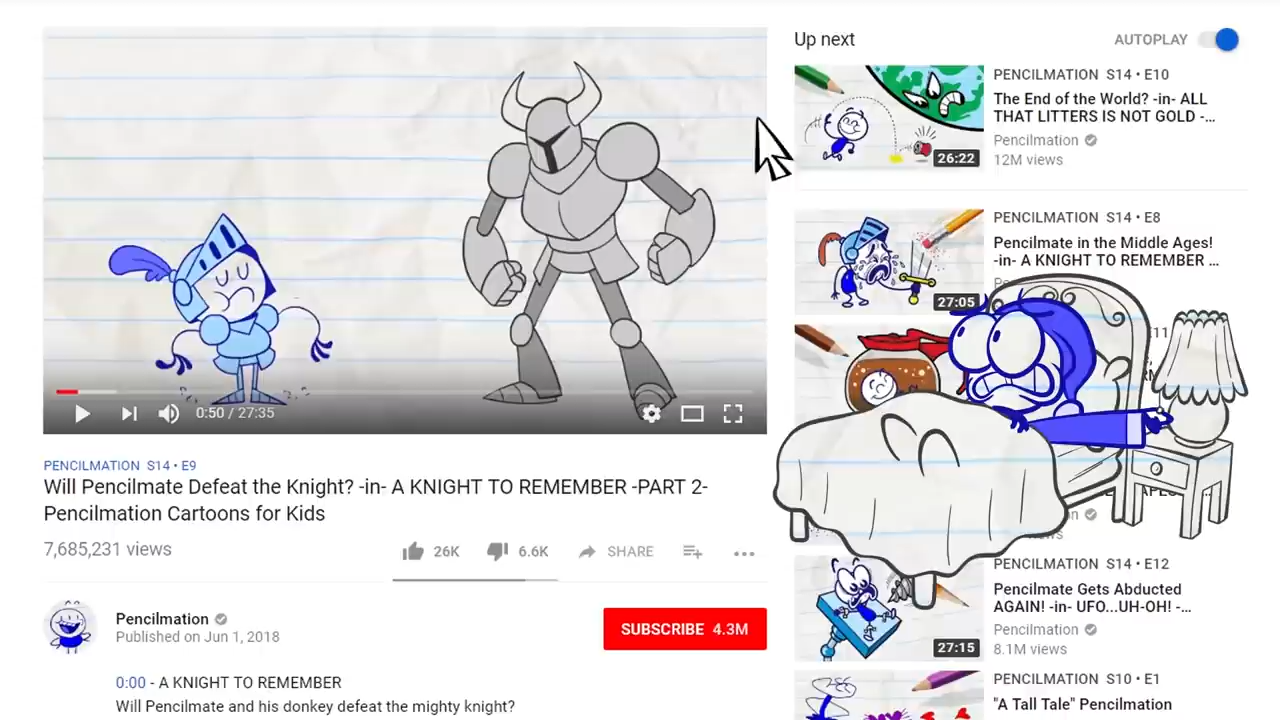 Up next
AUTOPLAY
PENCILMATION S14 • E10
The End of the World? -in- ALL
THAT LITTERS IS NOT GOLD -...
Pencilmation
12M views
26:22
PENCILMATION S14 • E8
Pencilmate in the Middle Ages!
-in- A KNIGHT TO REMEMBER ...
27:05
0:50 / 27:35
PENCILMATION S14 • E9
Will Pencilmate Defeat the Knight? -in- A KNIGHT TO REMEMBER -PART 2-
Pencilmation Cartoons for Kids
7,685,231 views
26K
6.6K
SHARE
Pencilmation
Published on Jun 1, 2018
SUBSCRIBE 4.3M
0:00 - A KNIGHT TO REMEMBER
Will Pencilmate and his donkey defeat the mighty knight?
PENCILMATION S14 • E12
Pencilmate Gets Abducted
AGAIN! -in- UFO...UH-OH! -...
Pencilmation
8.1M views
27:15
PENCILMATION S10 • E1
"A Tall Tale" Pencilmation